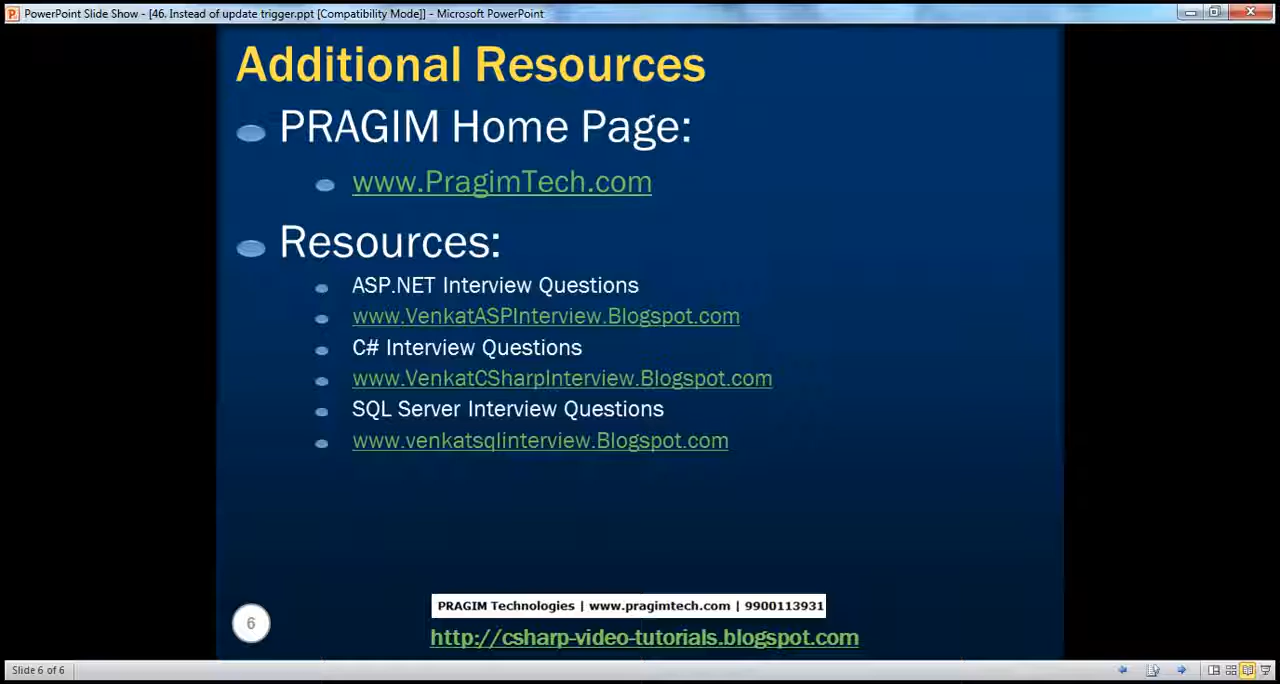 PowerPoint Slide Show - [46. Instead of update trigger.ppt [Compatibility Mode]] - Microsoft PowerPoint
Additional Resources
PRAGIM Home Page:
www.PragimTech.com
Resources:
ASP.NET Interview Questions
www.VenkatASPInterview.Blogspot.com
C# Interview Questions
www.VenkatCSharpInterview.Blogspot.com
SQL Server Interview Questions
www.venkatsqlinterview.Blogspot.com
PRAGIM Technologies | www.pragimtech.com | 9900113931
6
http://csharp-video-tutorials.blogspot.com
Slide 6 of 6